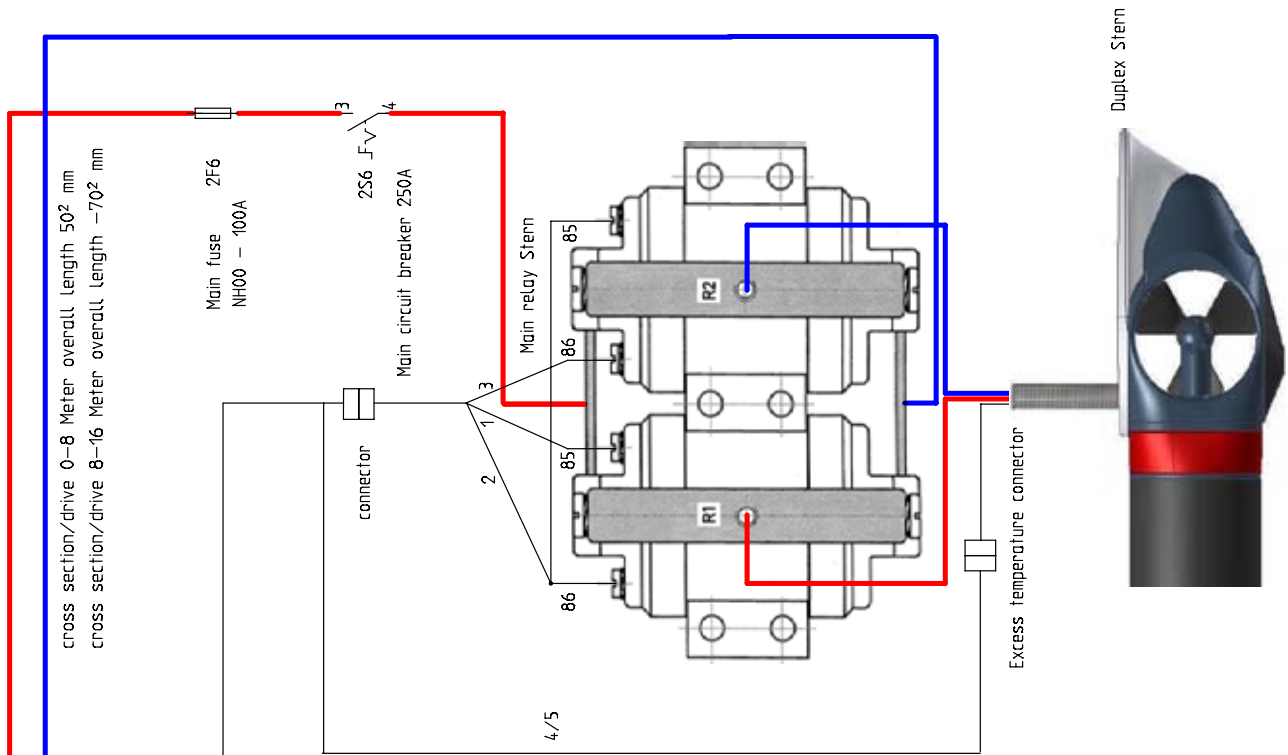 cross section/drive 0-8 Meter overall length 50² mm
cross section/drive 8-16 Meter overall length -70² mm
Main fuse 2F6
NH00 - 100A
3
4
2S6
Main circuit breaker 250A
connector
Main relay Stern
85
86
85
86
3
1
2
R2
R1
4/5
Excess temperature connector
Duplex Stern